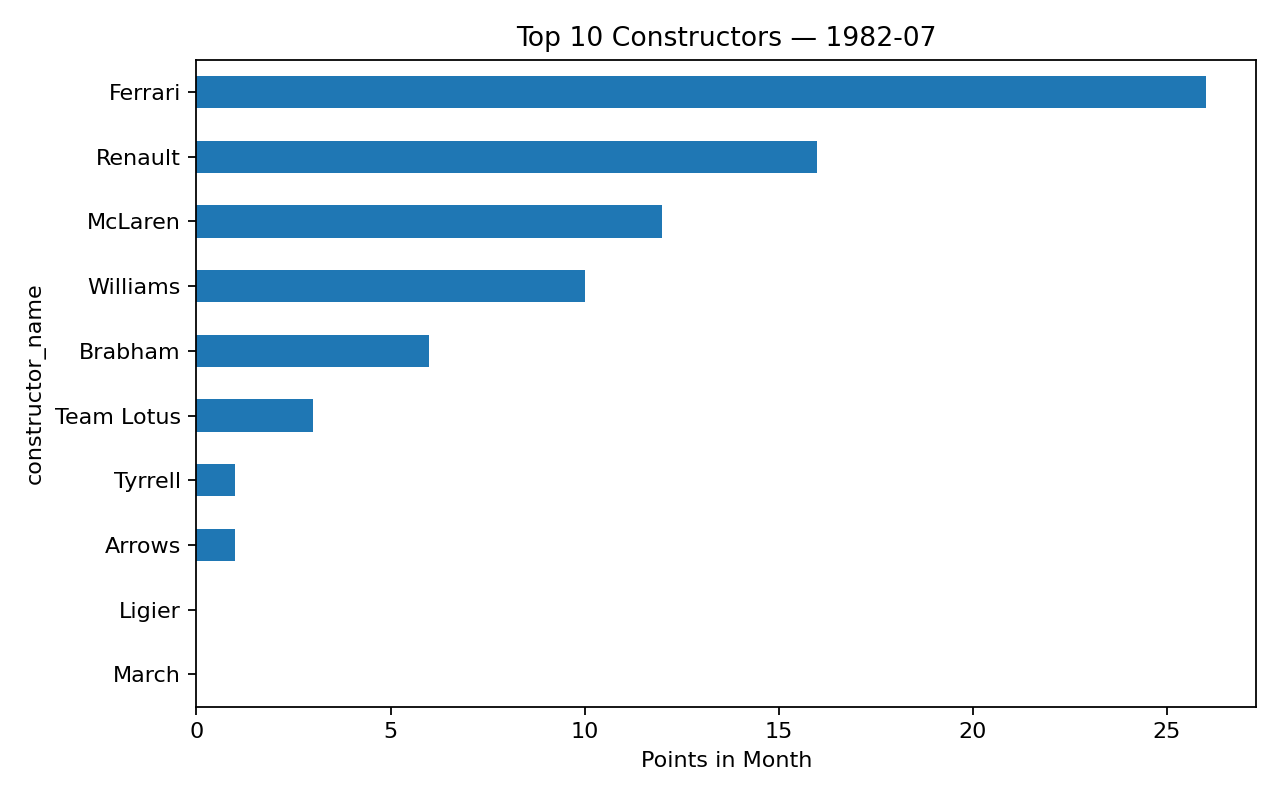 Top 10 Constructors — 1982-07
constructor_name
Ferrari
Renault
McLaren
Williams
Brabham
Team Lotus
Tyrrell
Arrows
Ligier
March
0 5 10 15 20 25
Points in Month